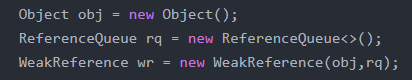 Object obj = new Object();
ReferenceQueue rq = new ReferenceQueue<>();
WeakReference wr = new WeakReference(obj,rq);